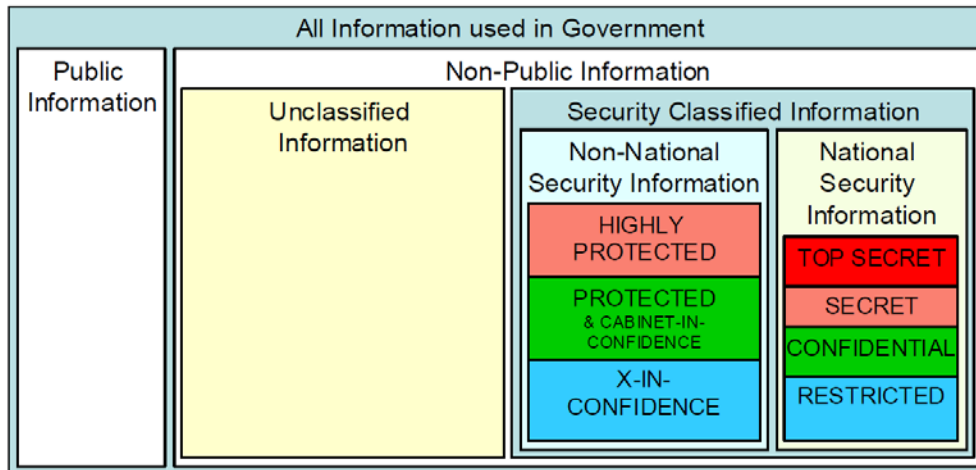 All Information used in Government
Public
Information
Non-Public Information
Unclassified
Information
Security Classified Information
Non-National
Security Information
HIGHLY
PROTECTED
PROTECTED
& CABINET-IN-
CONFIDENCE
X-IN-
CONFIDENCE
National
Security
Information
TOP SECRET
SECRET
CONFIDENTIAL
RESTRICTED